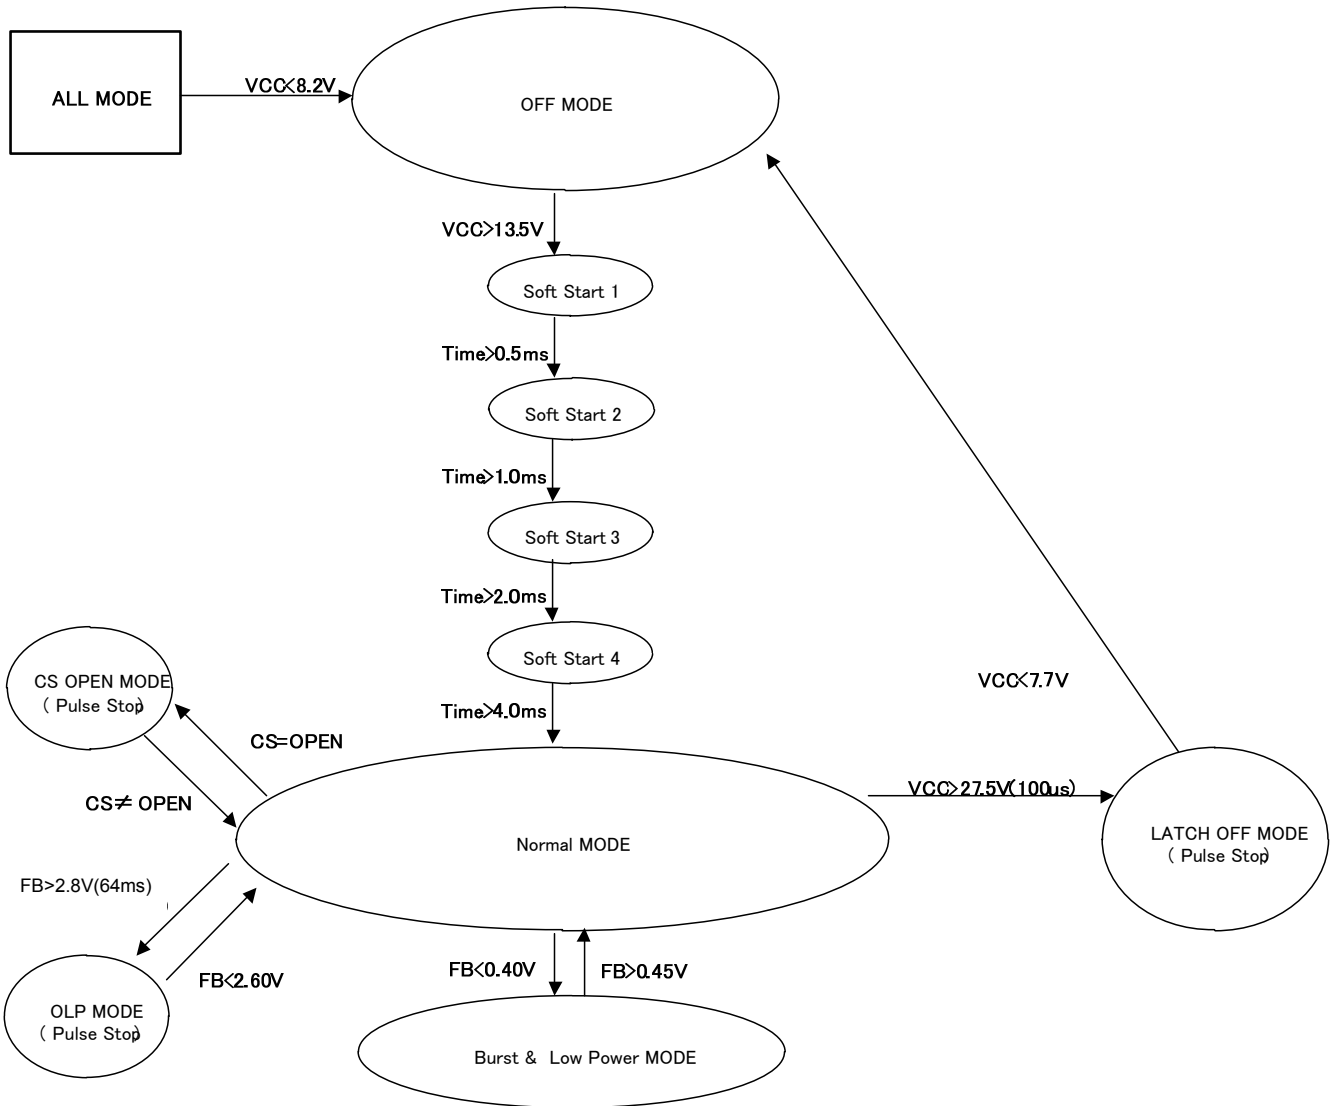 ALL MODE
VCC<8.2V
OFF MODE
VCC>13.5V
Soft Start 1
Time>0.5ms
Soft Start 2
Time>1.0ms
Soft Start 3
Time>2.0ms
Soft Start 4
Time>4.0ms
CS OPEN MODE
( Pulse Stop)
CS=OPEN
CS≠ OPEN
VCC<7.7V
VCC>27.5V(100us)
Normal MODE
LATCH OFF MODE
( Pulse Stop)
FB>2.8V(64ms)
FB<2.60V
FB<0.40V
FB>0.45V
OLP MODE
( Pulse Stop)
Burst & Low Power MODE